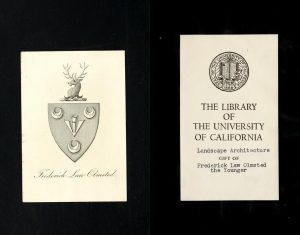 Frederick Law Olmsted.
THE LIBRARY
OF
THE UNIVERSITY
OF CALIFORNIA
Landscape Architecture
GIFT OF
Frederick Law Olmsted
the Younger